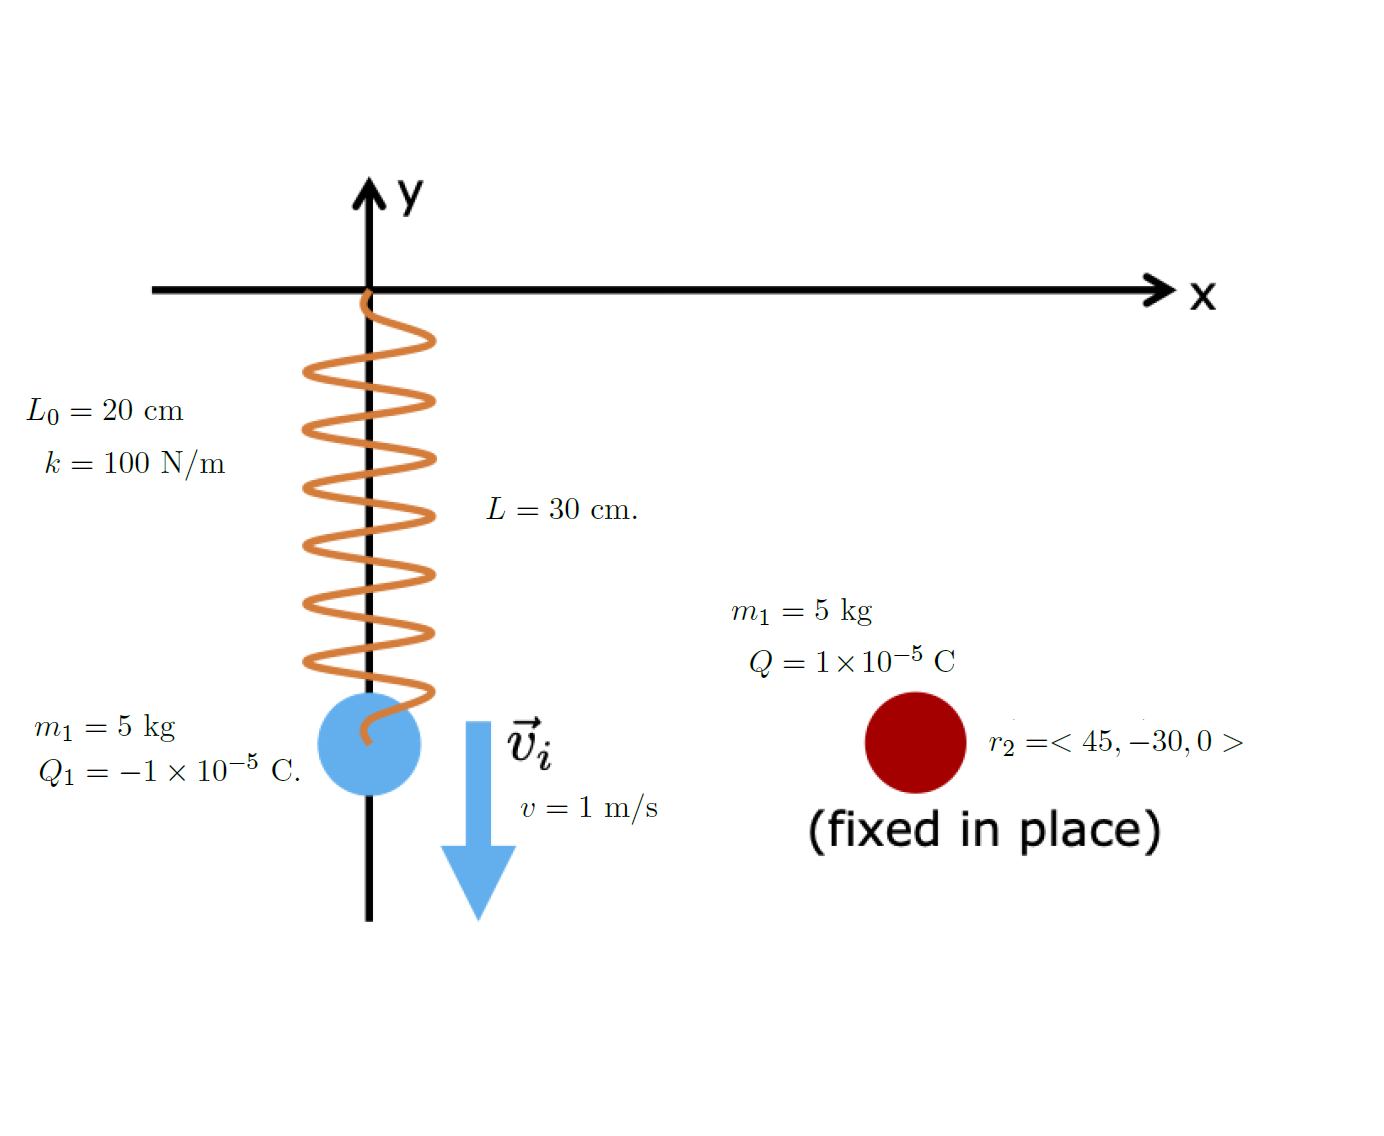 y
x
L₀ = 20 cm
k = 100 N/m
L = 30 cm.
m₁ = 5 kg
Q = 1×10⁻⁵ C
m₁ = 5 kg
Q₁ = −1 × 10⁻⁵ C.
v⃗ᵢ
v = 1 m/s
r₂ =< 45, −30, 0 >
(fixed in place)